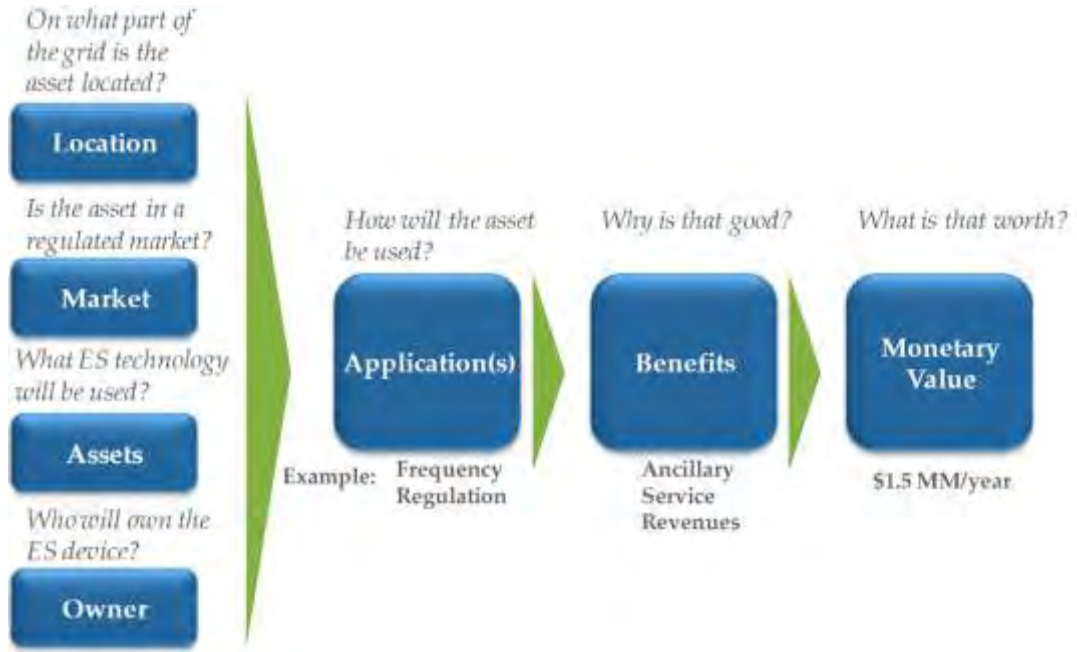 On what part of
the grid is the
asset located?
Location
Is the asset in a
regulated market?
Market
What ES technology
will be used?
Assets
Who will own the
ES device?
Owner
How will the asset
be used?
Application(s)
Example:
Frequency
Regulation
Why is that good?
Benefits
Ancillary
Service
Revenues
What is that worth?
Monetary
Value
$1.5 MM/year